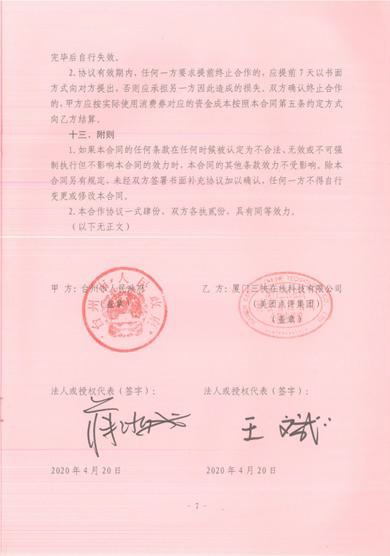 完毕后自行失效。
2.协议有效期内，任何一方要求提前终止合作的，应提前7天以书面
方式向对方提出，否则应承担另一方因此造成的损失。双方确认终止合作
的，甲方应按实际使用消费券对应的资金成本按照本合同第五条约定方式
向乙方结算。
十三、附则
1.如果本合同的任何条款在任何时候被认定为不合法、无效或不可强
制执行但不影响本合同的效力时，本合同的其他条款效力不受影响。除本
合同另有规定，未经双方签署书面补充协议加以确认，任何一方不得自行
变更或修改本合同。
2.本合作协议一式肆份，双方各执贰份，具有同等效力。
（以下无正文）
甲 方：台州市人民政府
（盖章）
乙 方：厦门三快在线科技有限公司
（美团点评集团）
（盖章）
法人或授权代表（签字）：
法人或授权代表（签字）：
王
2020年4月20日
2020年4月20日
- 7 -